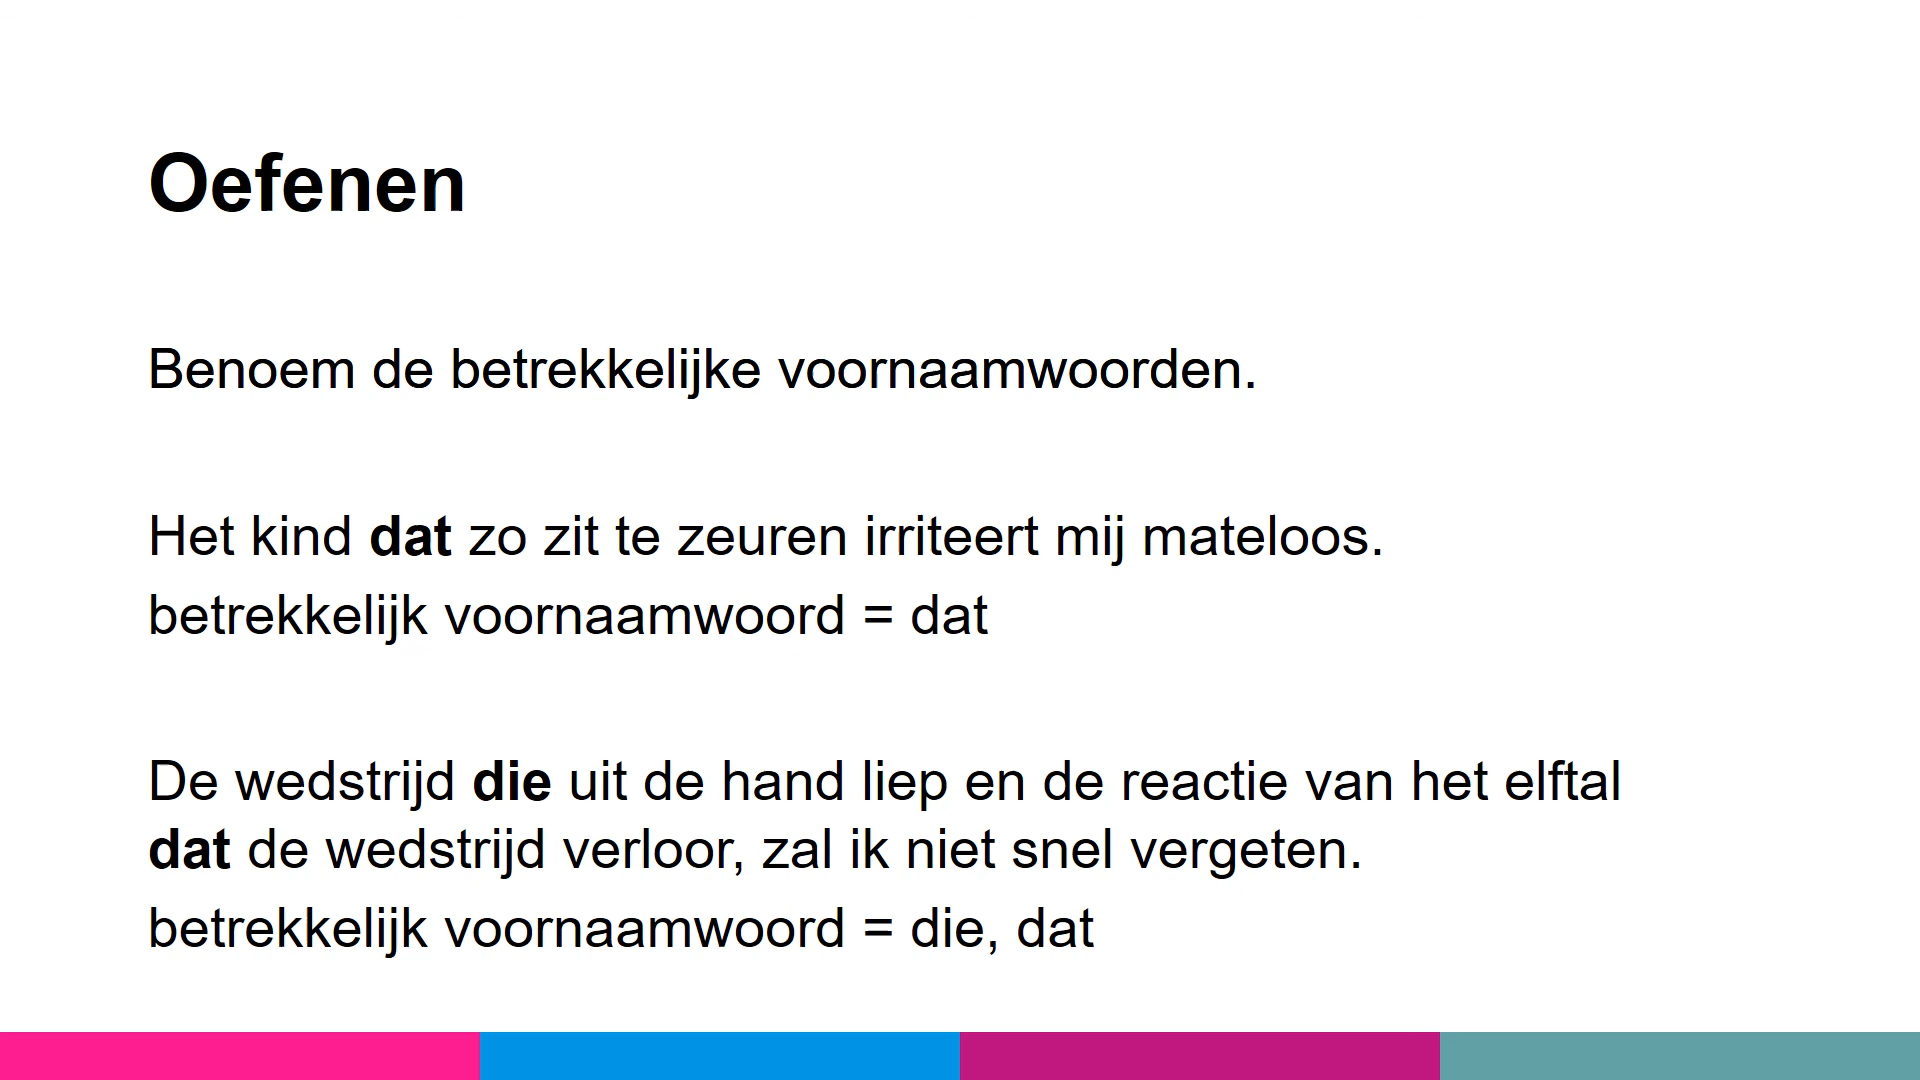 Oefenen
Benoem de betrekkelijke voornaamwoorden.
Het kind dat zo zit te zeuren irriteert mij mateloos.
betrekkelijk voornaamwoord = dat
De wedstrijd die uit de hand liep en de reactie van het elftal
dat de wedstrijd verloor, zal ik niet snel vergeten.
betrekkelijk voornaamwoord = die, dat